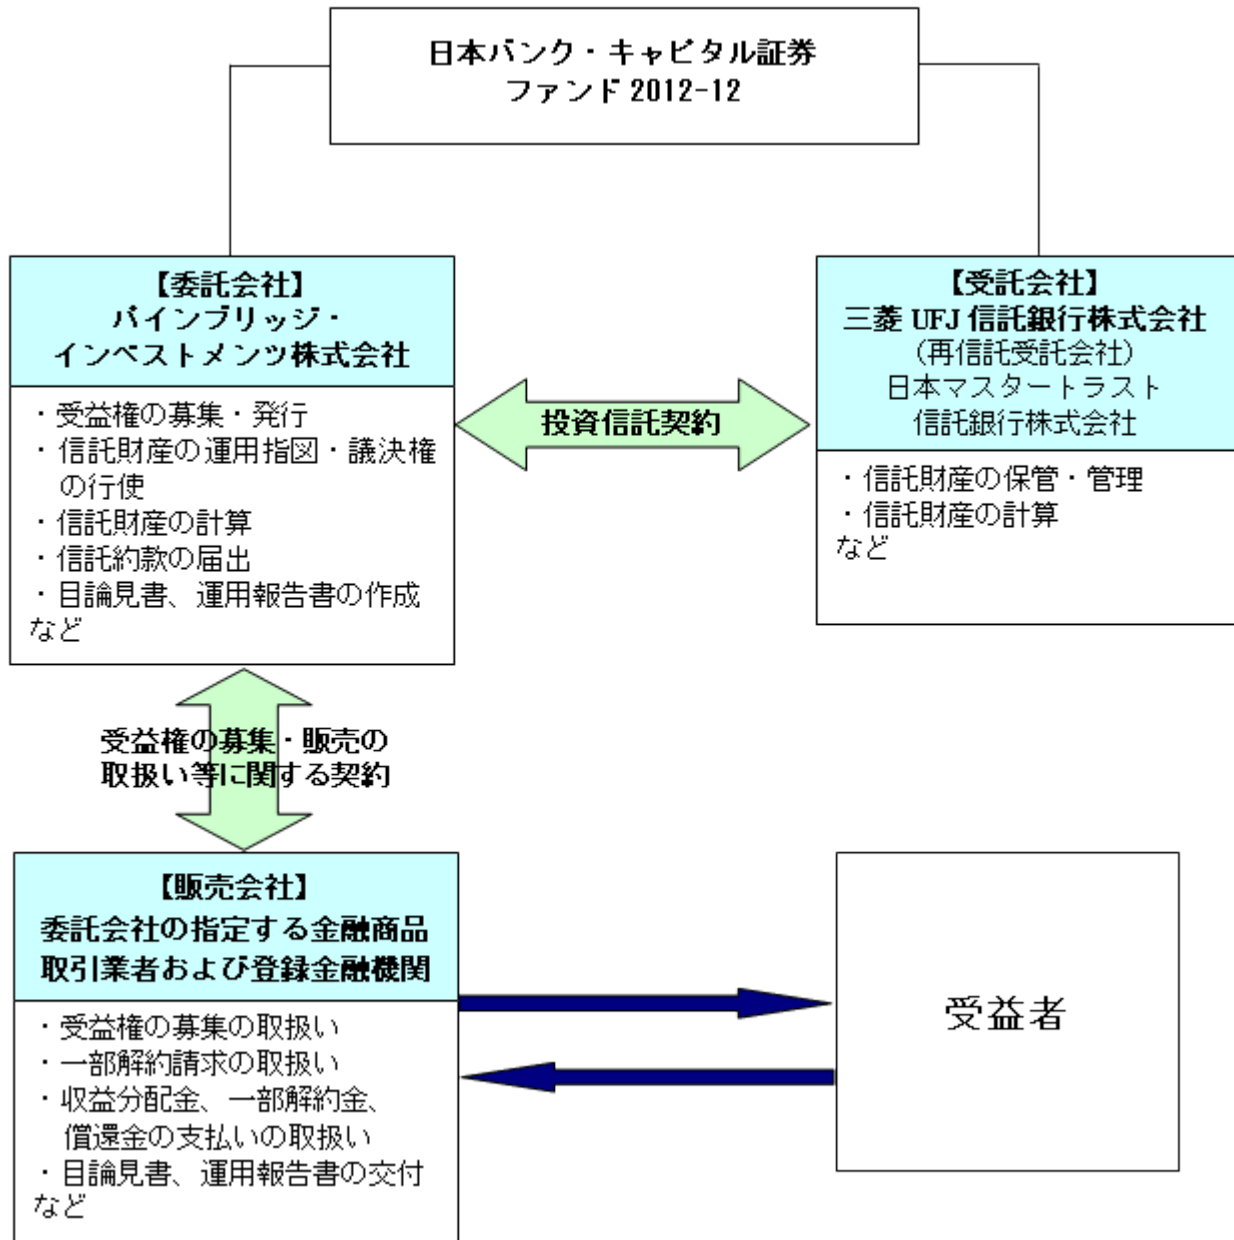 日本バンク・キャピタル証券
ファンド 2012-12
【委託会社】
パインブリッジ・
インベストメンツ株式会社
・受益権の募集・発行
・信託財産の運用指図・議決権
の行使
・信託財産の計算
・信託約款の届出
・目論見書、運用報告書の作成
など
投資信託契約
【受託会社】
三菱 UFJ 信託銀行株式会社
(再信託受託会社)
日本マスタートラスト
信託銀行株式会社
・信託財産の保管・管理
・信託財産の計算
など
受益権の募集・販売の
取扱い等に関する契約
【販売会社】
委託会社の指定する金融商品
取引業者および登録金融機関
・受益権の募集の取扱い
・一部解約請求の取扱い
・収益分配金、一部解約金、
償還金の支払いの取扱い
・目論見書、運用報告書の交付
など
受益者